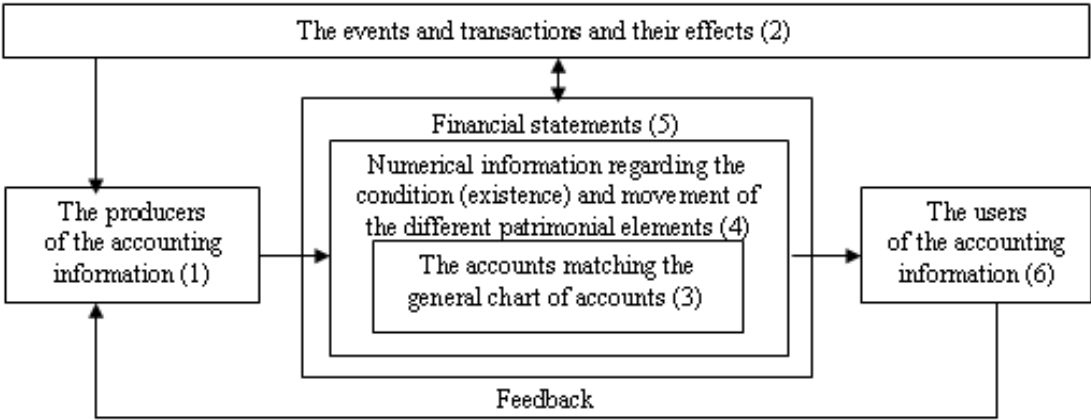 The events and transactions and their effects (2)
Financial statements (5)
Numerical information regarding the
condition (existence) and movement of
the different patrimonial elements (4)
The accounts matching the
general chart of accounts (3)
The producers
of the accounting
information (1)
The users
of the accounting
information (6)
Feedback